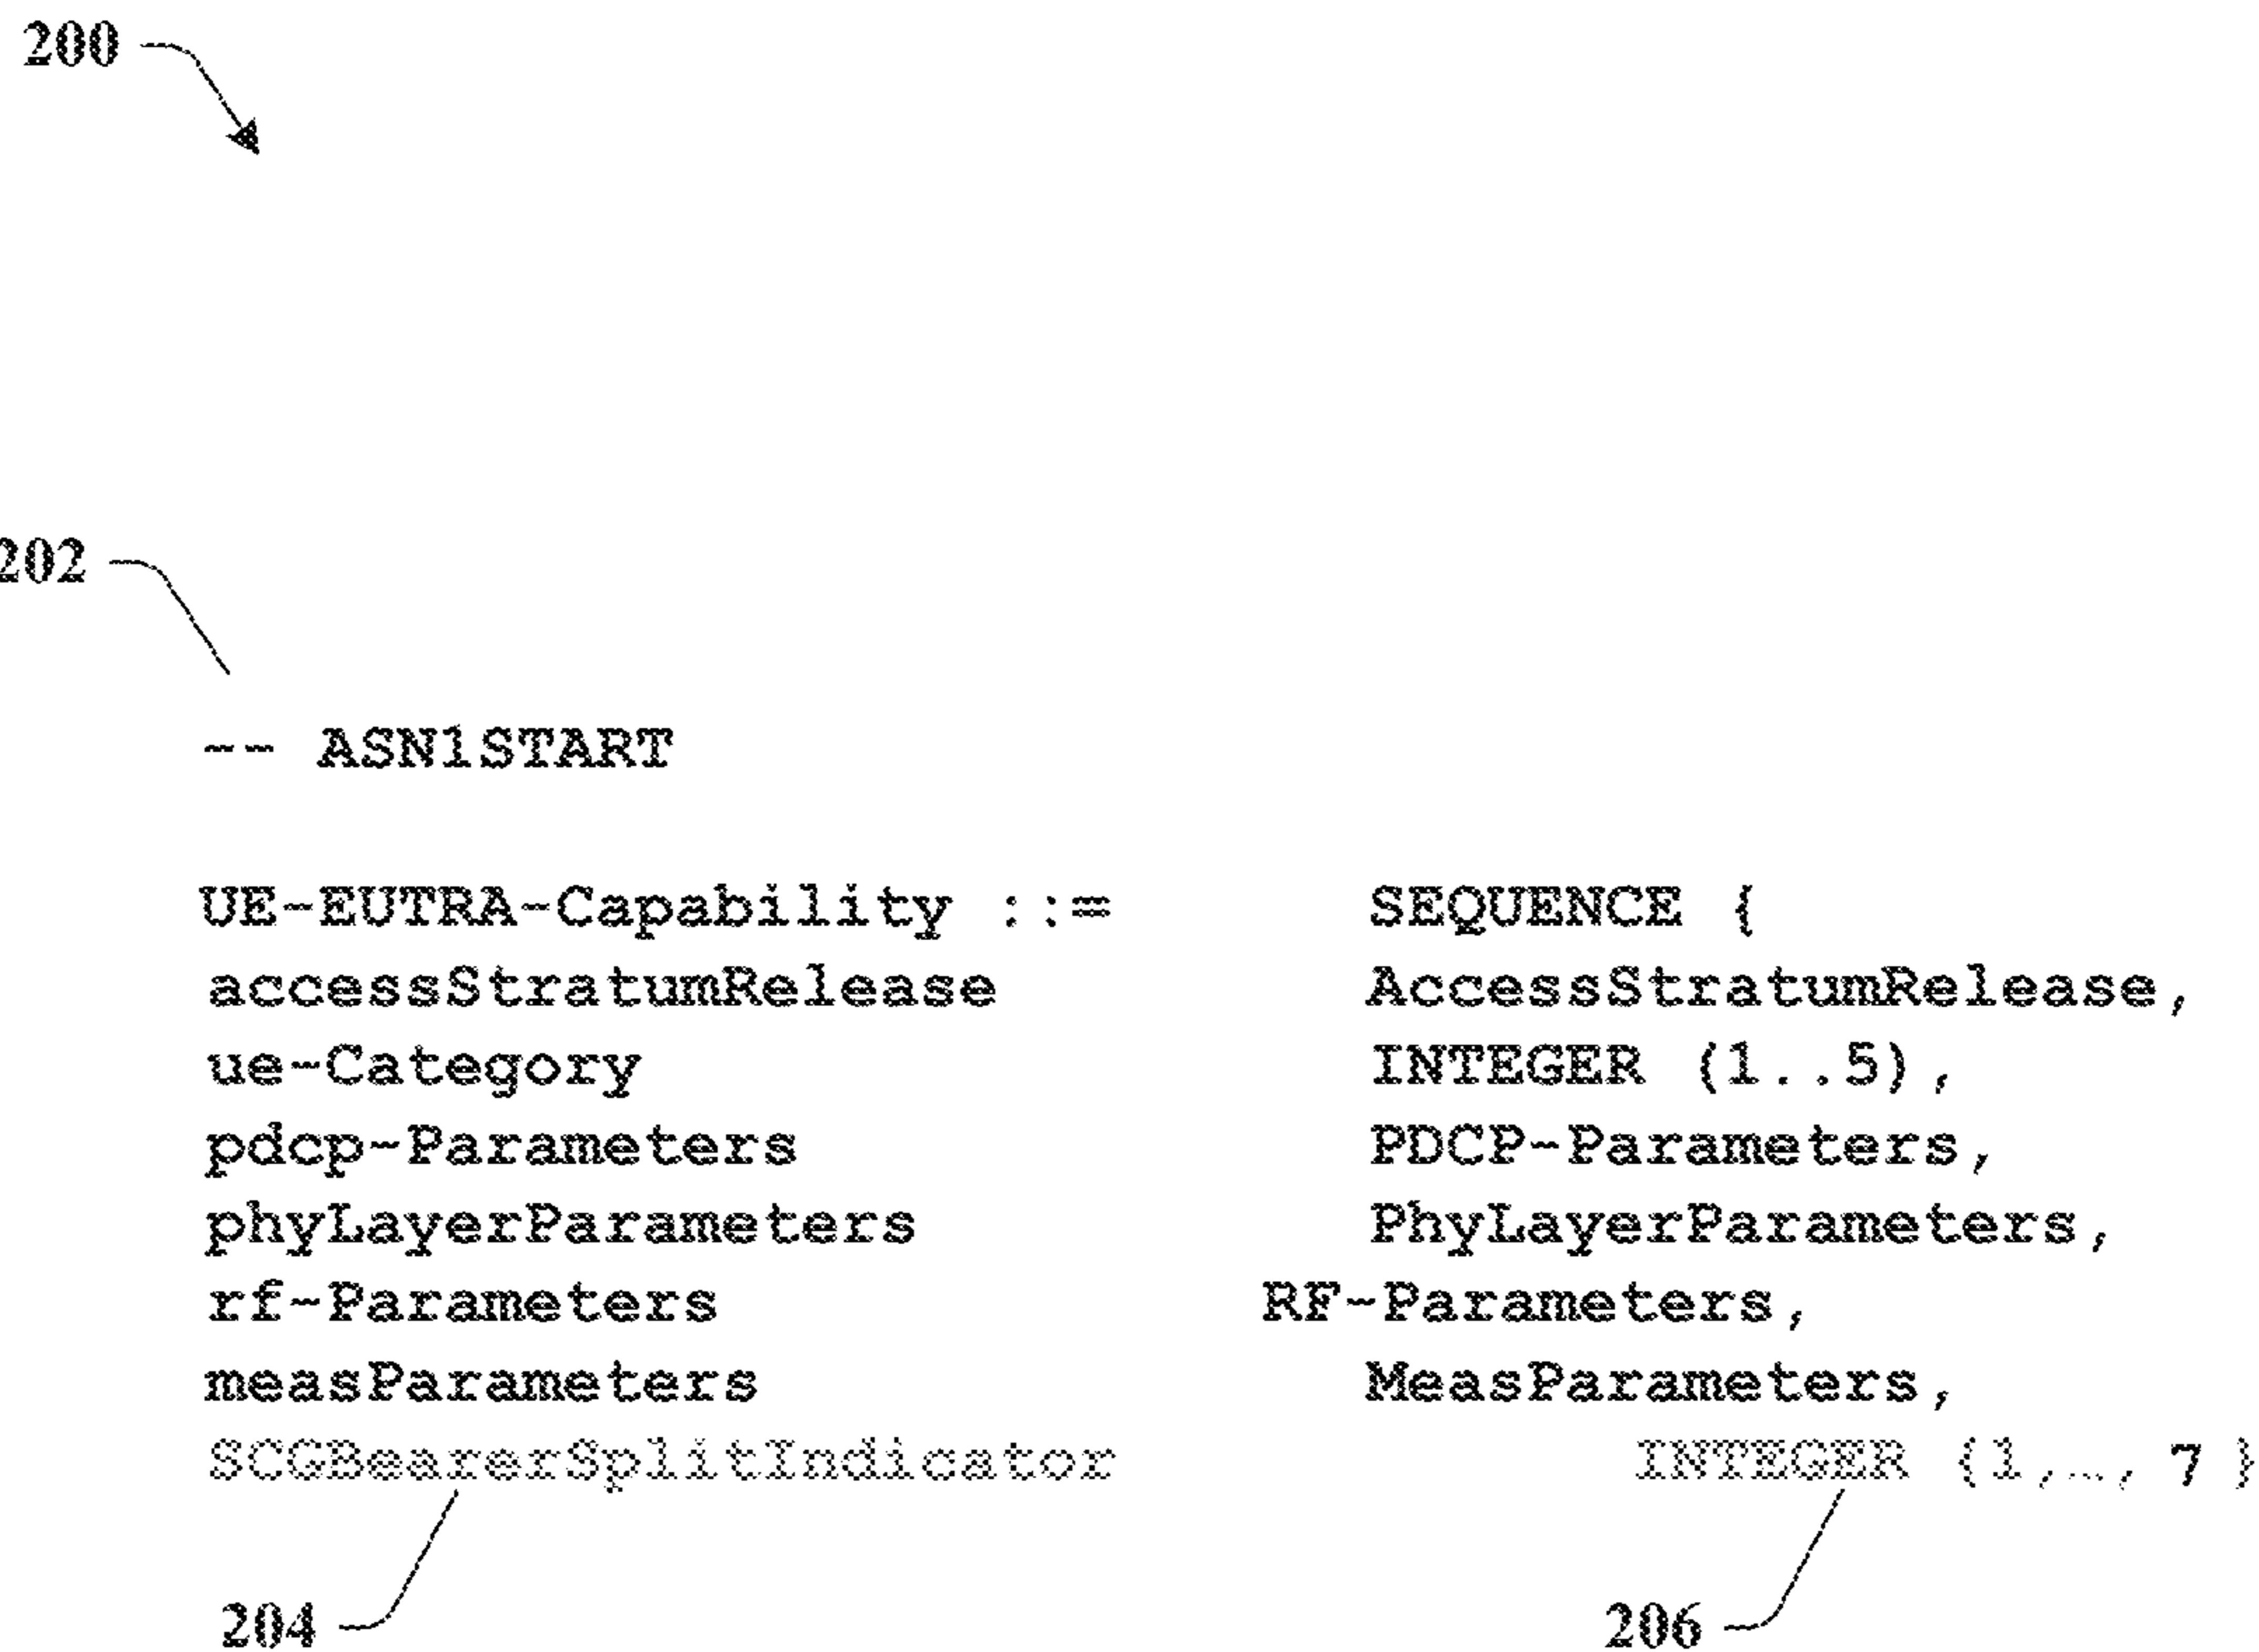 200
202
-- ASN1START
UE-EUTRA-Capability ::= SEQUENCE {
accessStratumRelease AccessStratumRelease,
ue-Category INTEGER (1..5),
pdcp-Parameters PDCP-Parameters,
phyLayerParameters PhyLayerParameters,
rf-Parameters RF-Parameters,
measParameters MeasParameters,
SCGBearerSplitIndicator INTEGER {1,…, 7 }
204 206